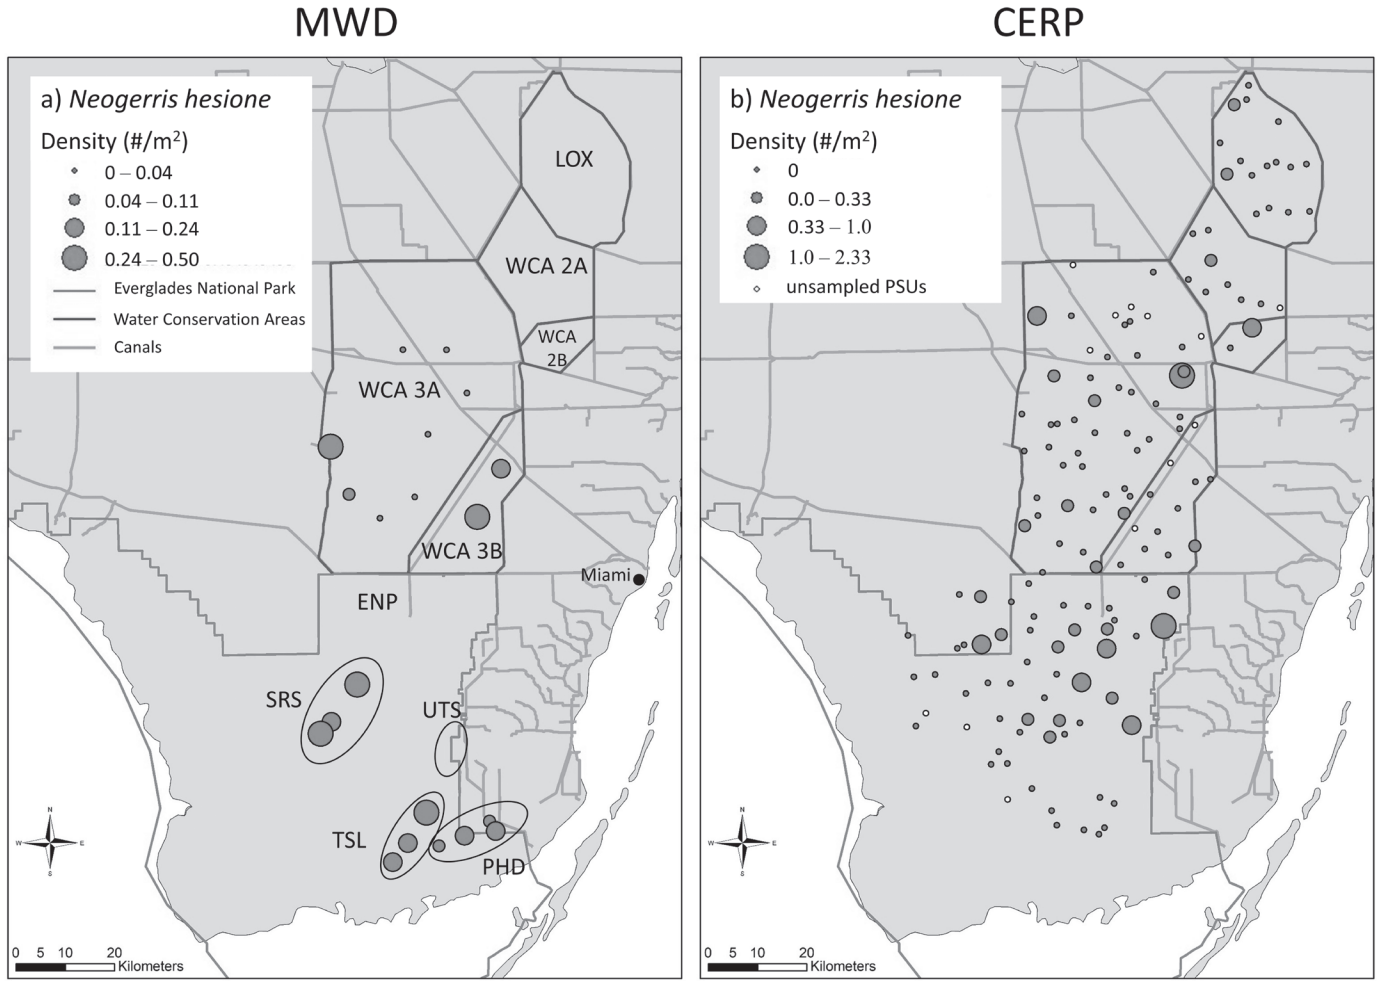 MWD
CERP
a) Neogerris hesione
Density (#/m²)
0 – 0.04
0.04 – 0.11
0.11 – 0.24
0.24 – 0.50
Everglades National Park
Water Conservation Areas
Canals
LOX
WCA 2A
WCA
2B
WCA 3A
WCA 3B
Miami
ENP
SRS
UTS
TSL
PHD
N
W
E
S
0 5 10 20
Kilometers
b) Neogerris hesione
Density (#/m²)
0
0.0 – 0.33
0.33 – 1.0
1.0 – 2.33
unsampled PSUs
N
W
E
S
0 5 10 20
Kilometers